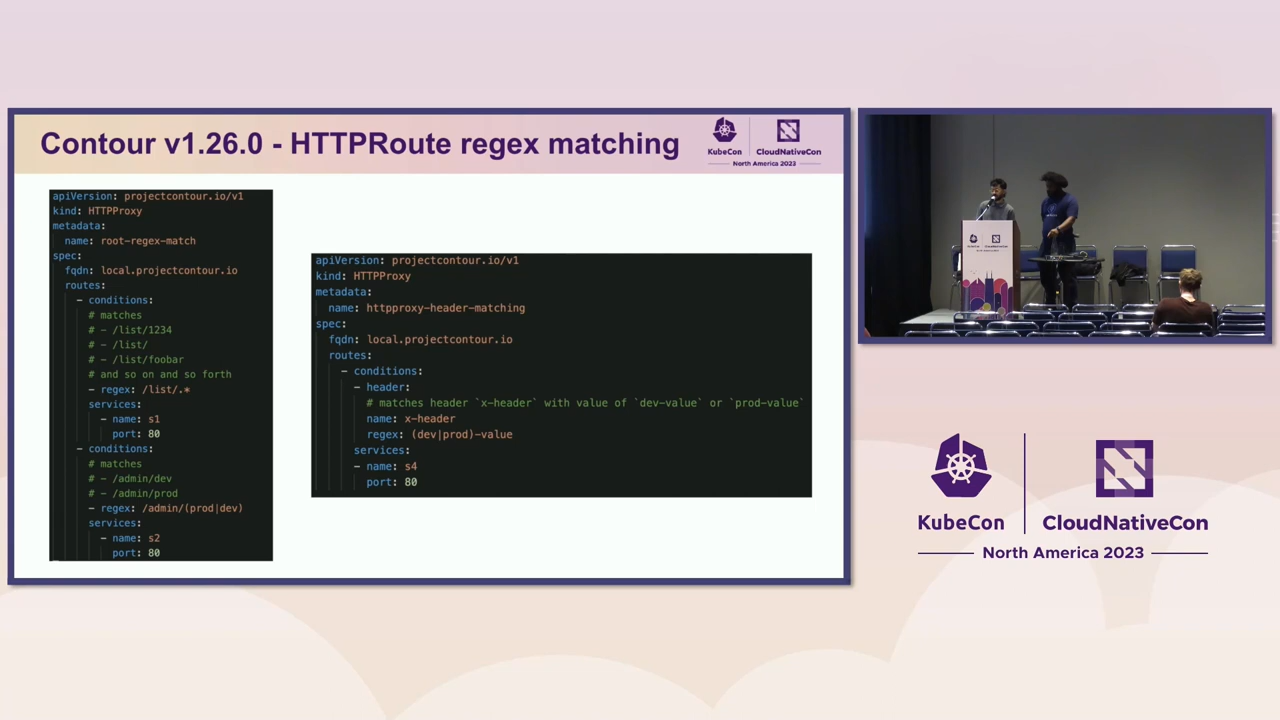 Contour v1.26.0 - HTTPRoute regex matching
KubeCon
CloudNativeCon
North America 2023
apiVersion: projectcontour.io/v1
kind: HTTPProxy
metadata:
  name: root-regex-match
spec:
  fqdn: local.projectcontour.io
  routes:
    - conditions:
      # matches
      # - /list/1234
      # - /list/
      # - /list/foobar
      # and so on and so forth
      - regex: /list/.*
      services:
        - name: s1
          port: 80
    - conditions:
      # matches
      # - /admin/dev
      # - /admin/prod
      - regex: /admin/(prod|dev)
      services:
        - name: s2
          port: 80
apiVersion: projectcontour.io/v1
kind: HTTPProxy
metadata:
  name: httpproxy-header-matching
spec:
  fqdn: local.projectcontour.io
  routes:
    - conditions:
      - header:
        # matches header `x-header` with value of `dev-value` or `prod-value`
        name: x-header
        regex: (dev|prod)-value
      services:
      - name: s4
        port: 80
KubeCon
CloudNativeCon
North America 2023